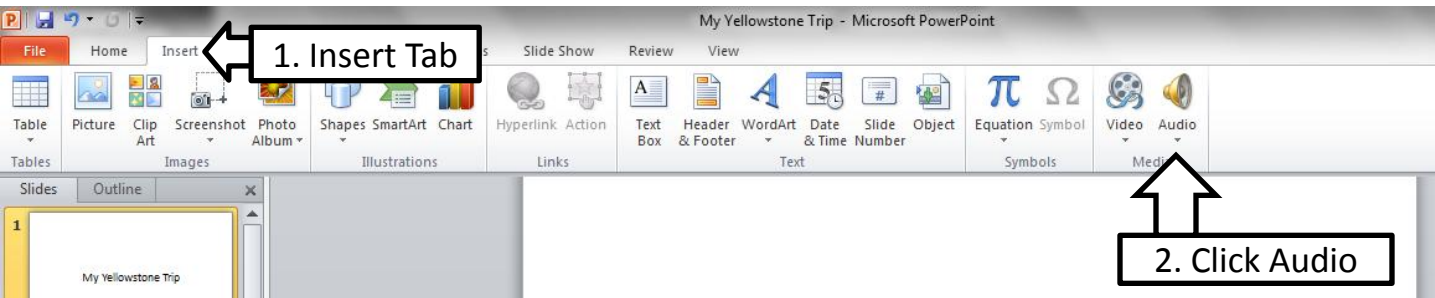 My Yellowstone Trip - Microsoft PowerPoint
File Home Insert Slide Show Review View
1. Insert Tab
Table Picture Clip Art Screenshot Photo Album Shapes SmartArt Chart Hyperlink Action Text Box Header & Footer WordArt Date & Time Slide Number Object Equation Symbol Video Audio
Tables Images Illustrations Links Text Symbols
Slides Outline
1
My Yellowstone Trip
2. Click Audio